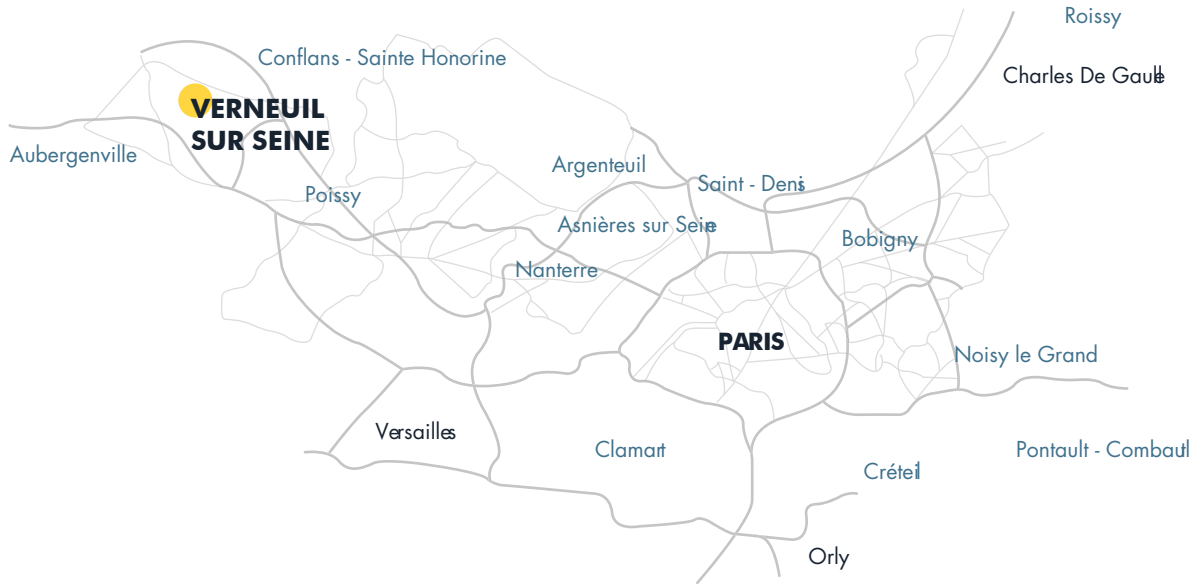 Roissy
Conflans - Sainte Honorine
Charles De Gaulle
VERNEUIL
SUR SEINE
Aubergenville
Argenteuil
Saint - Denis
Poissy
Asnières sur Seine
Bobigny
Nanterre
PARIS
Noisy le Grand
Versailles
Clamart
Pontault - Combault
Créteil
Orly